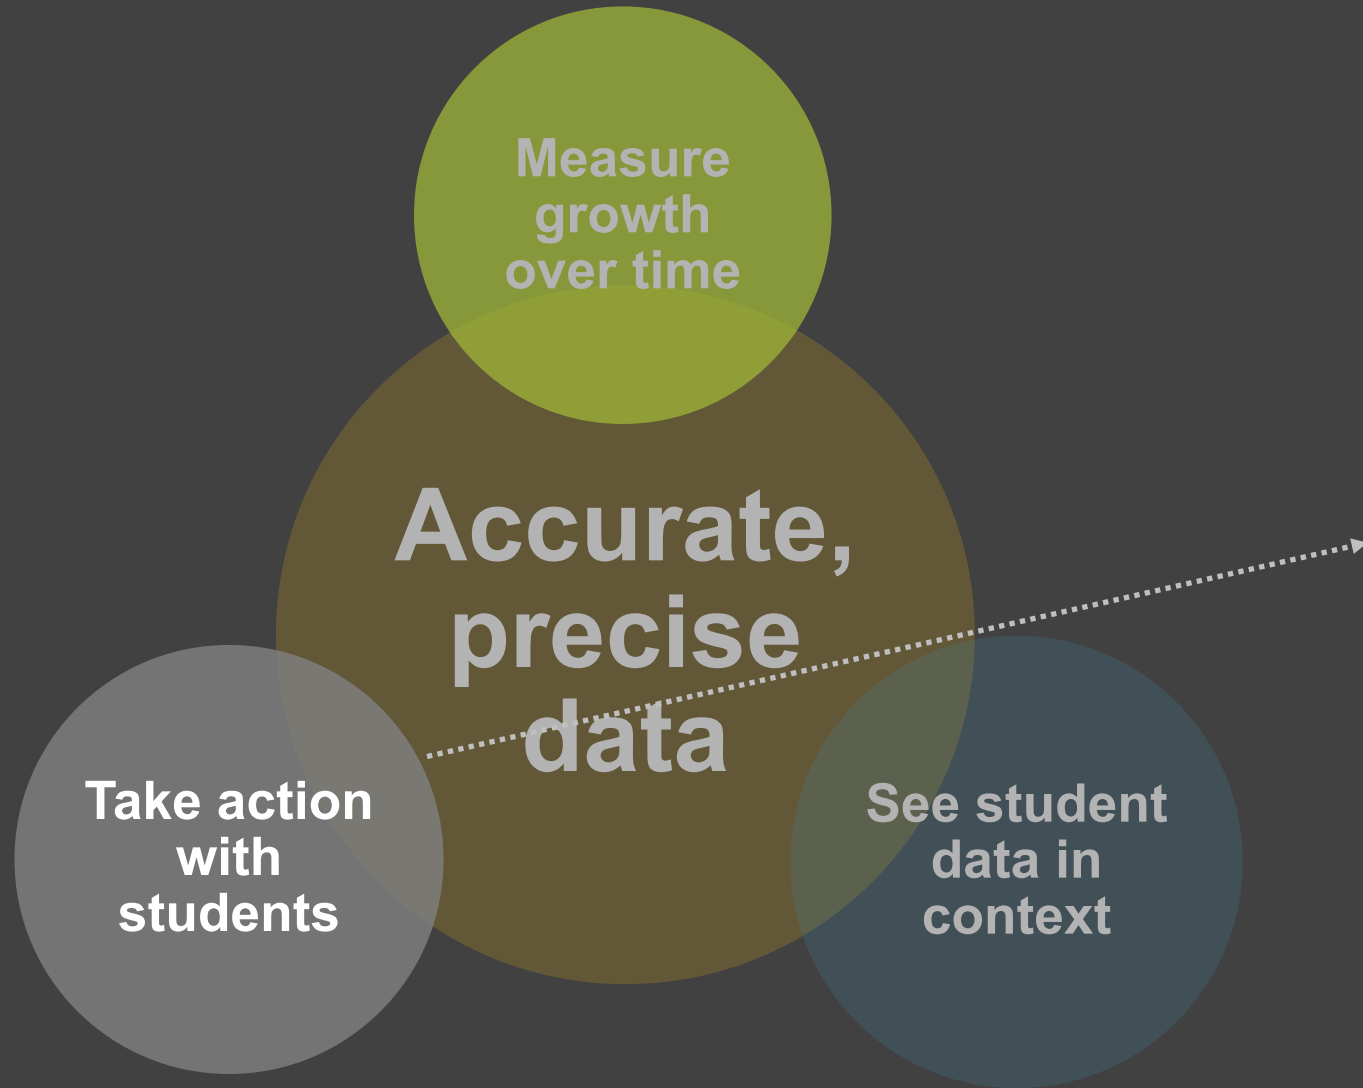 Measure
growth
over time
Accurate,
precise
data
Take action
with
students
See student
data in
context